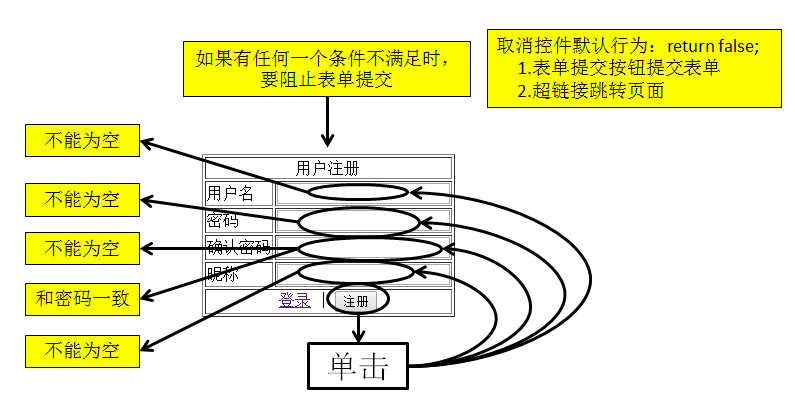 如果有任何一个条件不满足时，
要阻止表单提交
取消控件默认行为：return false;
1.表单提交按钮提交表单
2.超链接跳转页面
不能为空
不能为空
不能为空
和密码一致
不能为空
用户注册
用户名
密码
确认密码
昵称
登录 | 注册
单击